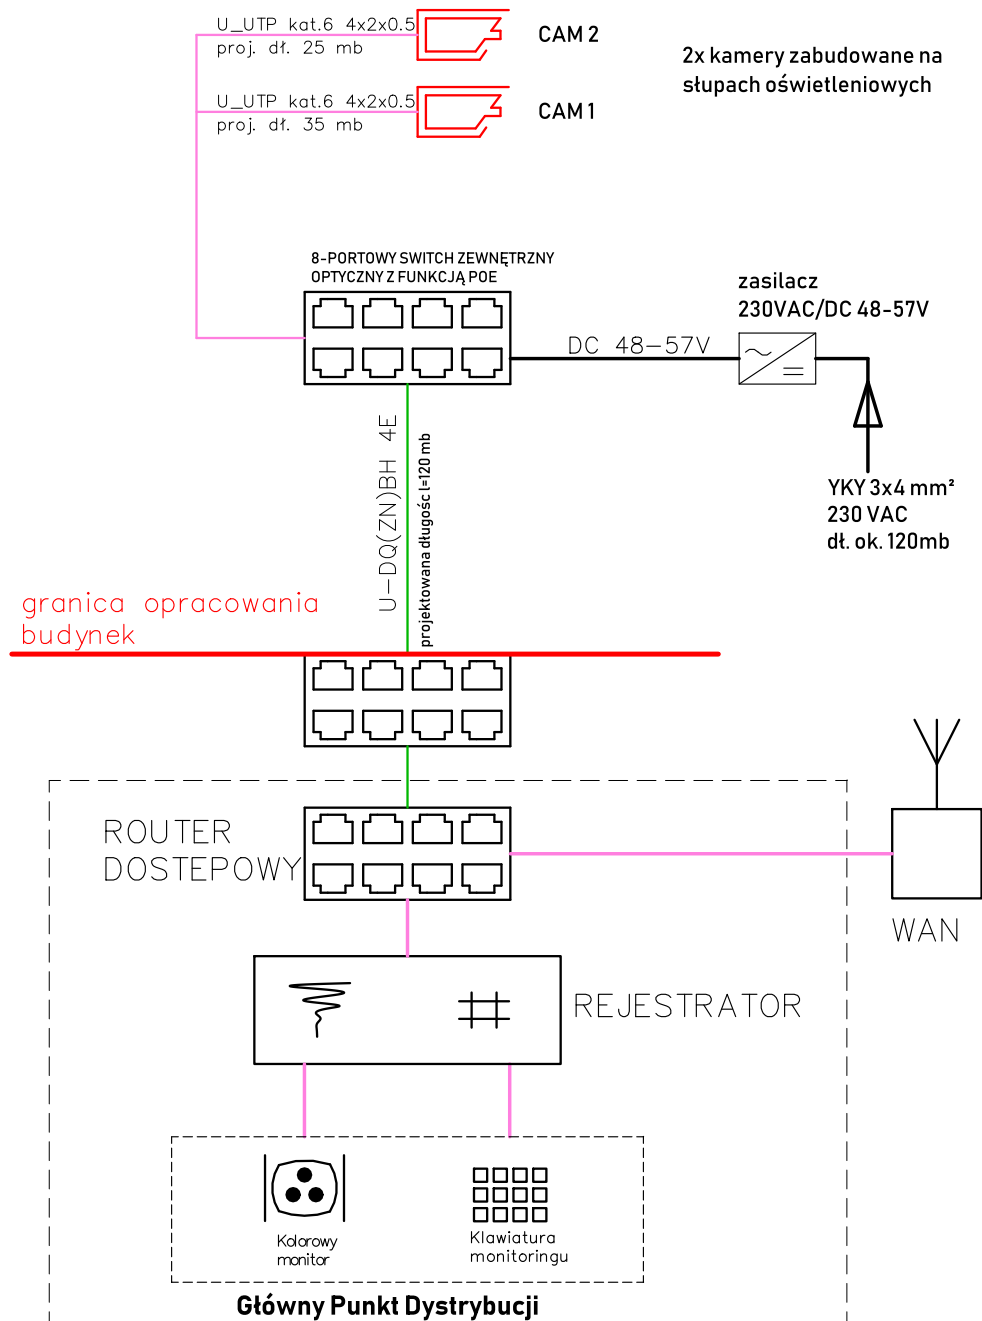 U_UTP kat.6 4x2x0.5
proj. dł. 25 mb
CAM 2
2x kamery zabudowane na
słupach oświetleniowych
U_UTP kat.6 4x2x0.5
proj. dł. 35 mb
CAM 1
8-PORTOWY SWITCH ZEWNĘTRZNY
OPTYCZNY Z FUNKCJĄ POE
zasilacz
230VAC/DC 48-57V
DC 48-57V
U-DQ(ZN)BH 4E
projektowana długośc l=120 mb
YKY 3x4 mm²
230 VAC
dł. ok. 120mb
granica opracowania
budynek
ROUTER
DOSTEPOWY
WAN
REJESTRATOR
Kolorowy
monitor
Klawiatura
monitoringu
Główny Punkt Dystrybucji